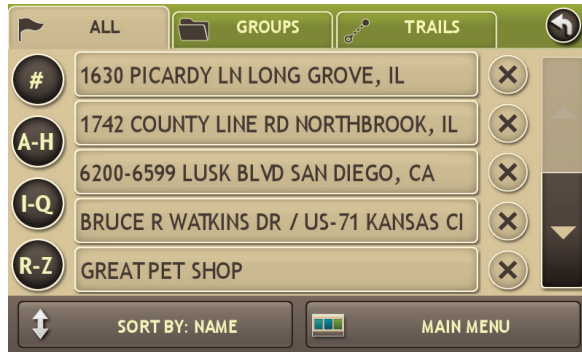 ALL GROUPS TRAILS
# 1630 PICARDY LN LONG GROVE, IL
A-H 1742 COUNTY LINE RD NORTHBROOK, IL
6200-6599 LUSK BLVD SAN DIEGO, CA
I-Q BRUCE R WATKINS DR / US-71 KANSAS CI
R-Z GREAT PET SHOP
SORT BY: NAME MAIN MENU